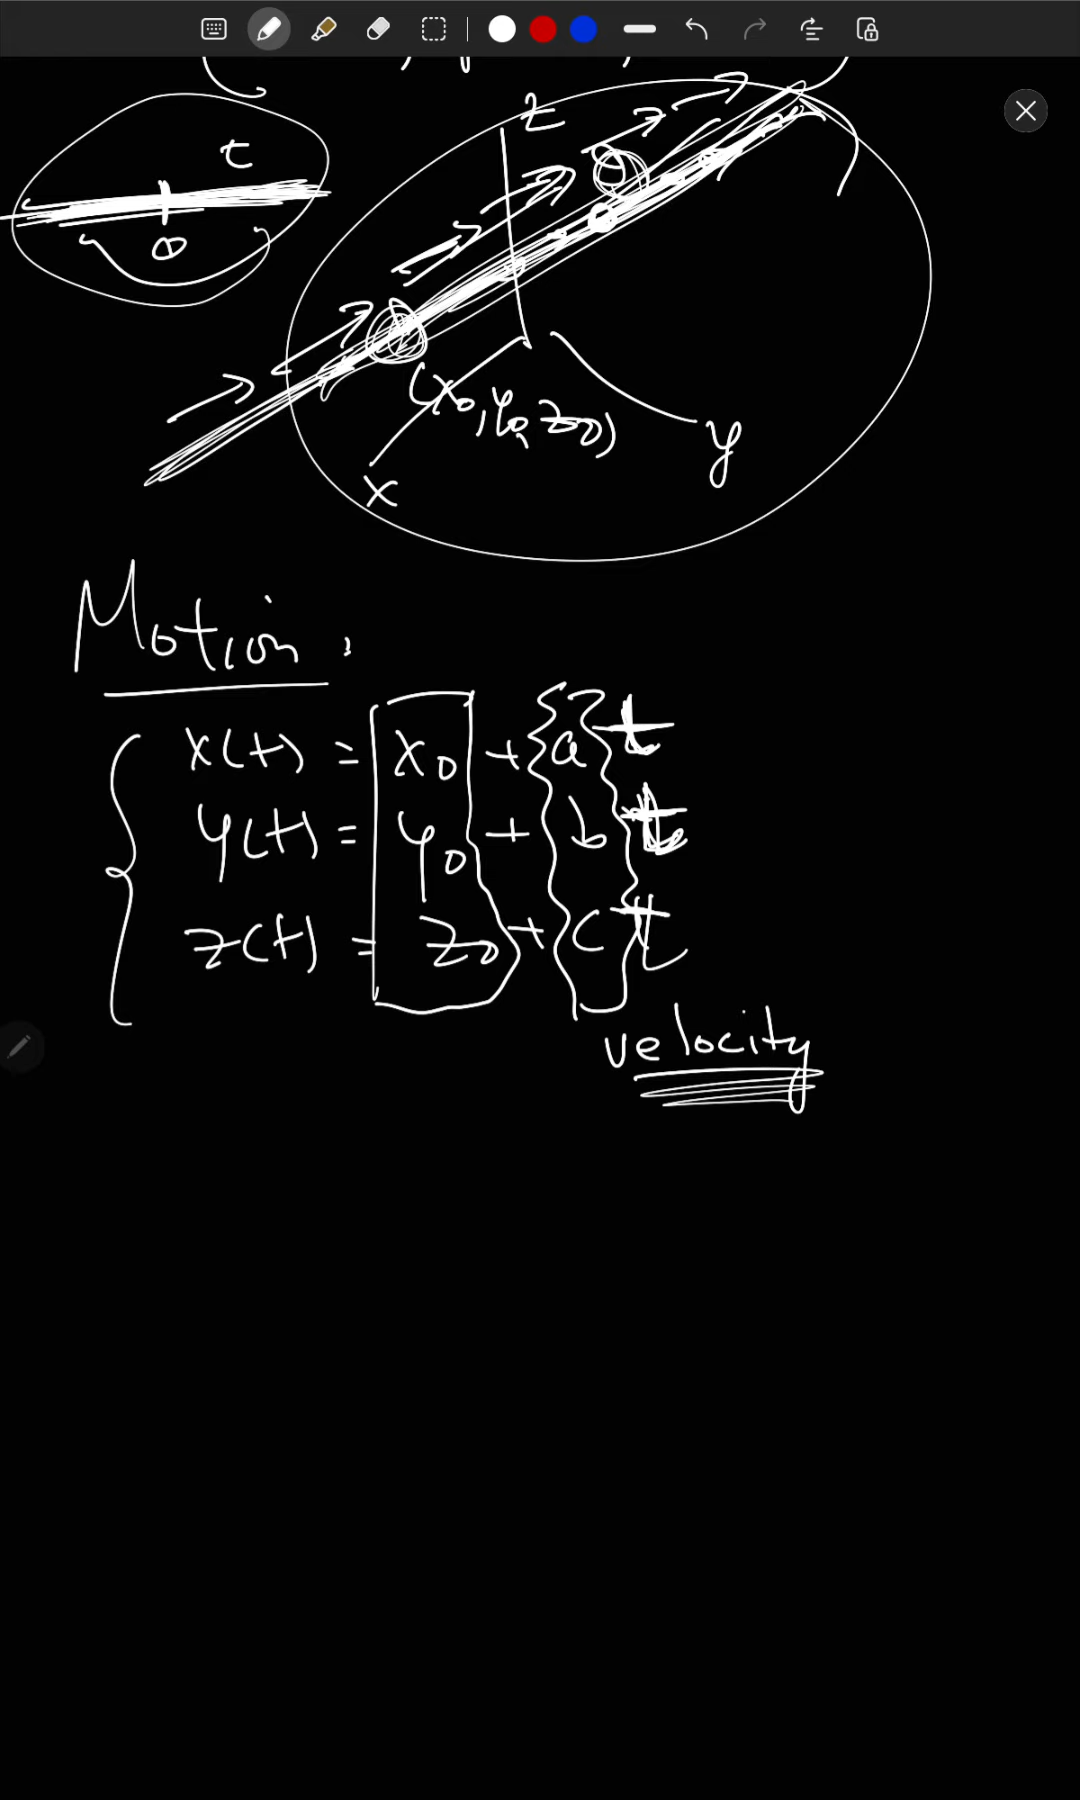 z
t
0
(x₀, y₀, z₀)
y
x
Motion:
x(t) = x₀ + a t
y(t) = y₀ + b t
z(t) = z₀ + c t
velocity